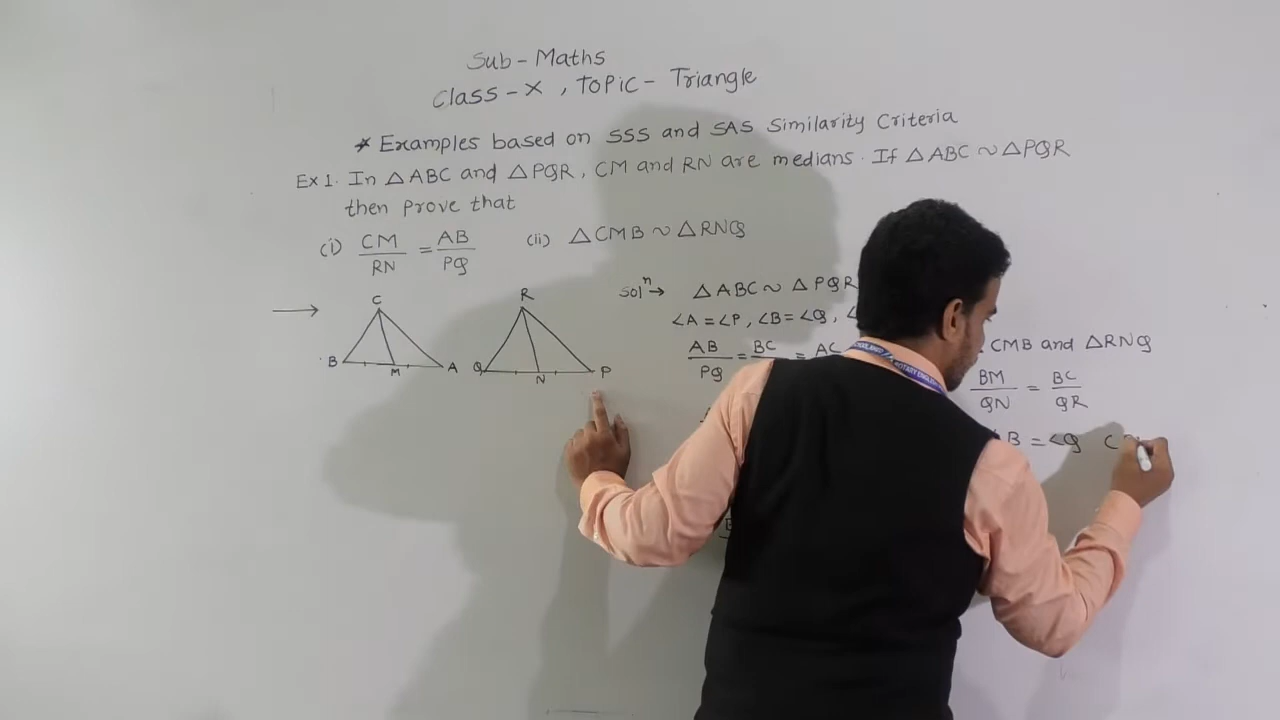 Sub - Maths
Class - X , Topic - Triangle
* Examples based on SSS and SAS Similarity Criteria
Ex 1. In △ABC and △PQR, CM and RN are medians. If △ABC ~ △PQR
then prove that
(i) CM/RN = AB/PQ (ii) △CMB ~ △RNQ
→ C R
B M A Q N P
Solⁿ → △ABC ~ △PQR
∠A = ∠P, ∠B = ∠Q, ∠
AB/PQ = BC = AC
CMB and △RNQ
BM/QN = BC/QR
∠B = ∠Q